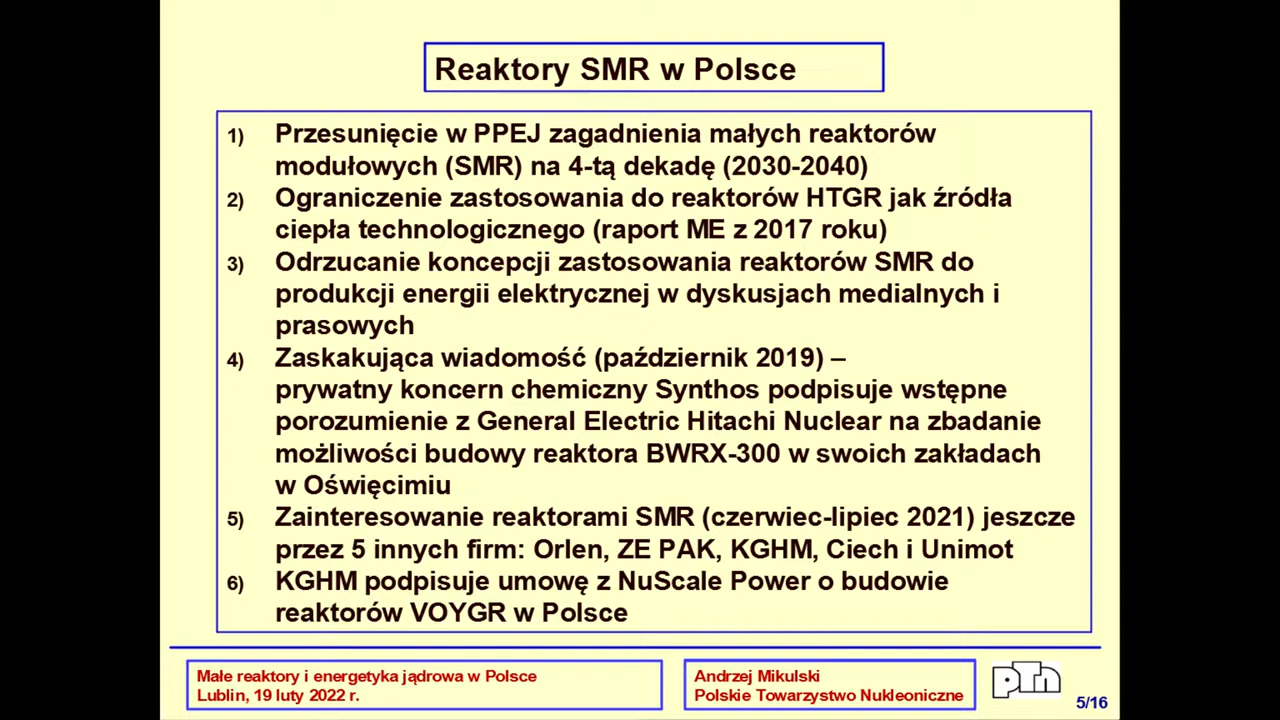 Reaktory SMR w Polsce
1) Przesunięcie w PPEJ zagadnienia małych reaktorów
modułowych (SMR) na 4-tą dekadę (2030-2040)
2) Ograniczenie zastosowania do reaktorów HTGR jak źródła
ciepła technologicznego (raport ME z 2017 roku)
3) Odrzucanie koncepcji zastosowania reaktorów SMR do
produkcji energii elektrycznej w dyskusjach medialnych i
prasowych
4) Zaskakująca wiadomość (październik 2019) –
prywatny koncern chemiczny Synthos podpisuje wstępne
porozumienie z General Electric Hitachi Nuclear na zbadanie
możliwości budowy reaktora BWRX-300 w swoich zakładach
w Oświęcimiu
5) Zainteresowanie reaktorami SMR (czerwiec-lipiec 2021) jeszcze
przez 5 innych firm: Orlen, ZE PAK, KGHM, Ciech i Unimot
6) KGHM podpisuje umowę z NuScale Power o budowie
reaktorów VOYGR w Polsce
Małe reaktory i energetyka jądrowa w Polsce
Lublin, 19 luty 2022 r.
Andrzej Mikulski
Polskie Towarzystwo Nukleoniczne
PTN
5/16